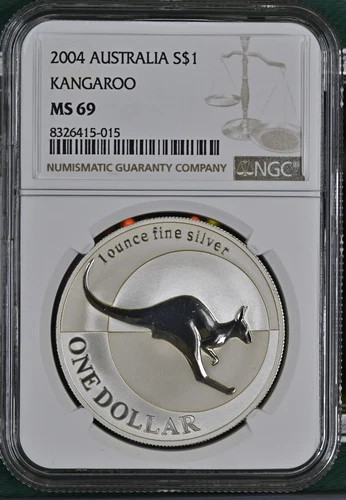 2004 AUSTRALIA S$1
KANGAROO
MS 69
8326415-015
NUMISMATIC GUARANTY COMPANY
NGC
1 ounce fine silver
ONE DOLLAR